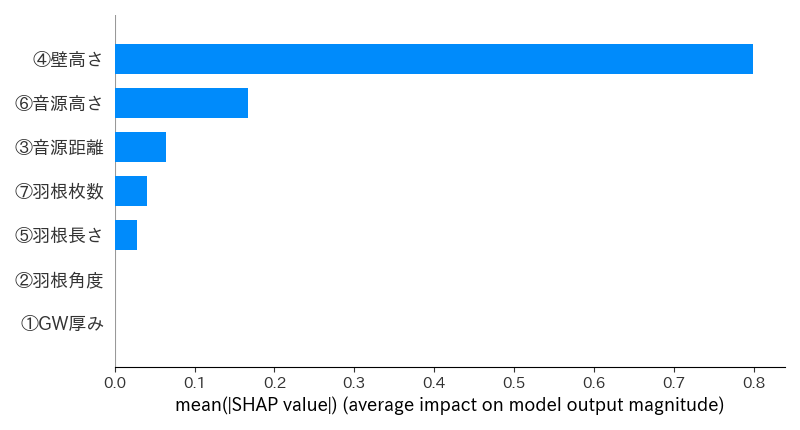 ④壁高さ
⑥音源高さ
③音源距離
⑦羽根枚数
⑤羽根長さ
②羽根角度
①GW厚み
0.0 0.1 0.2 0.3 0.4 0.5 0.6 0.7 0.8
mean(|SHAP value|) (average impact on model output magnitude)